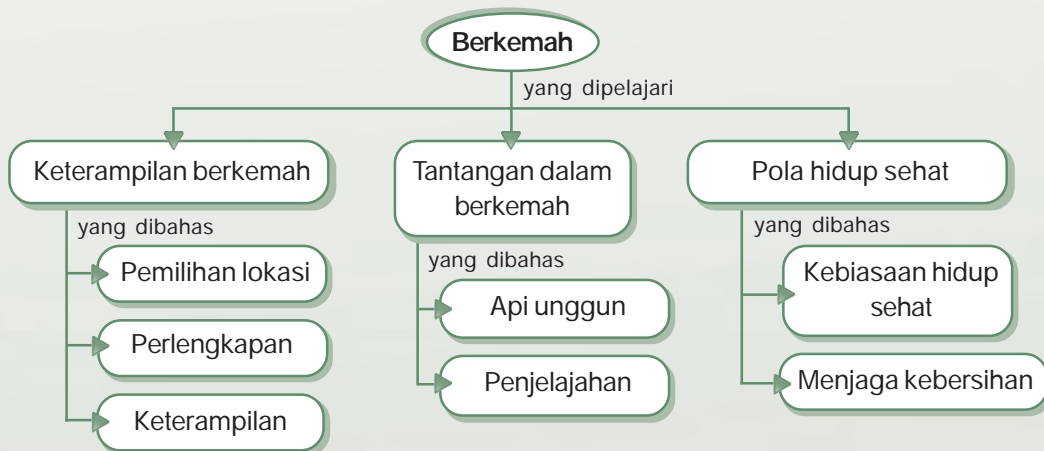 Berkemah
yang dipelajari
Keterampilan berkemah
yang dibahas
Pemilihan lokasi
Perlengkapan
Keterampilan
Tantangan dalam
berkemah
yang dibahas
Api unggun
Penjelajahan
Pola hidup sehat
yang dibahas
Kebiasaan hidup
sehat
Menjaga kebersihan